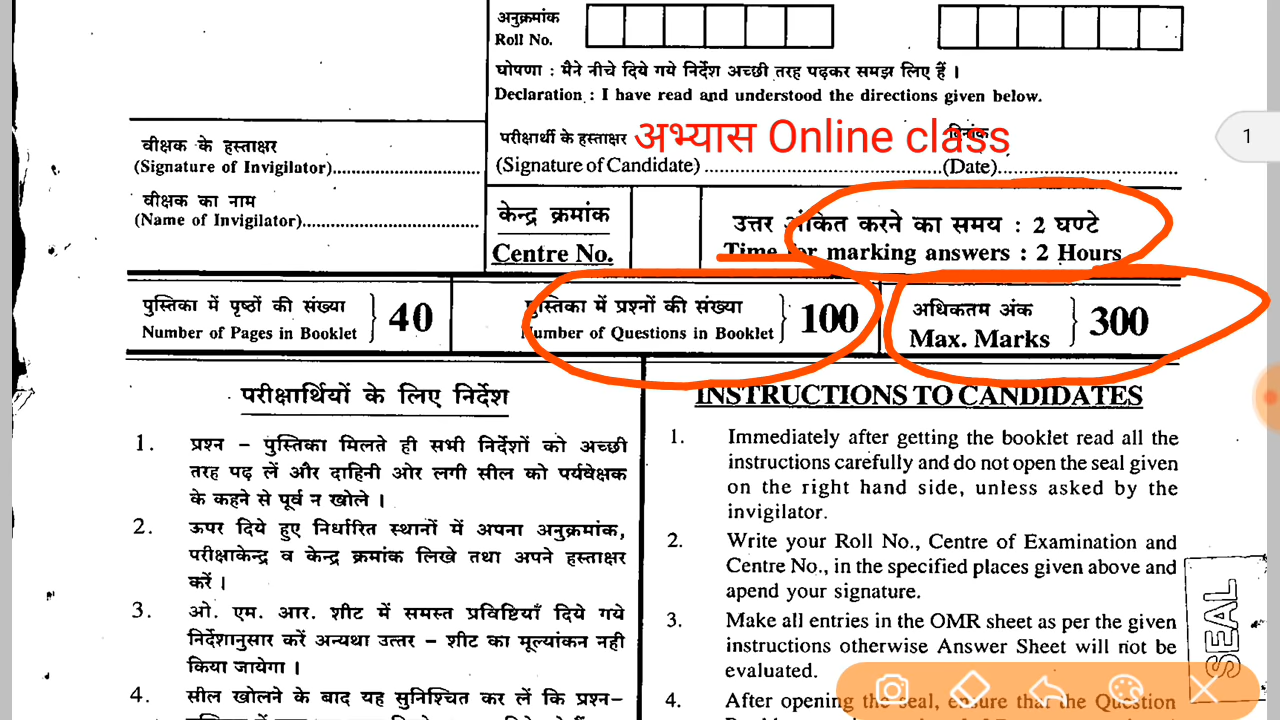 अनुक्रमांक
Roll No.
घोषणा : मैने नीचे दिये गये निर्देश अच्छी तरह पढ़कर समझ लिए हैं ।
Declaration : I have read and understood the directions given below.
वीक्षक के हस्ताक्षर
(Signature of Invigilator)
परीक्षार्थी के हस्ताक्षर अभ्यास Online class दिनांक
(Signature of Candidate) (Date)
वीक्षक का नाम
(Name of Invigilator)
केन्द्र क्रमांक
Centre No.
उत्तर अंकित करने का समय : 2 घण्टे
Time for marking answers : 2 Hours
पुस्तिका में पृष्ठों की संख्या
Number of Pages in Booklet 40
पुस्तिका में प्रश्नों की संख्या
Number of Questions in Booklet 100
अधिकतम अंक
Max. Marks 300
परीक्षार्थियों के लिए निर्देश
1. प्रश्न – पुस्तिका मिलते ही सभी निर्देशों को अच्छी
तरह पढ़ लें और दाहिनी ओर लगी सील को पर्यवेक्षक
के कहने से पूर्व न खोले ।
2. ऊपर दिये हुए निर्धारित स्थानों में अपना अनुक्रमांक,
परीक्षाकेन्द्र व केन्द्र क्रमांक लिखे तथा अपने हस्ताक्षर
करें ।
3. ओ. एम. आर. शीट में समस्त प्रविष्टियाँ दिये गये
निर्देशानुसार करें अन्यथा उत्तर – शीट का मूल्यांकन नही
किया जायेगा ।
4. सील खोलने के बाद यह सुनिश्चित कर लें कि प्रश्न–
INSTRUCTIONS TO CANDIDATES
1. Immediately after getting the booklet read all the
instructions carefully and do not open the seal given
on the right hand side, unless asked by the
invigilator.
2. Write your Roll No., Centre of Examination and
Centre No., in the specified places given above and
apend your signature.
3. Make all entries in the OMR sheet as per the given
instructions otherwise Answer Sheet will not be
evaluated.
4. After opening the seal, ensure that the Question
SEAL
1